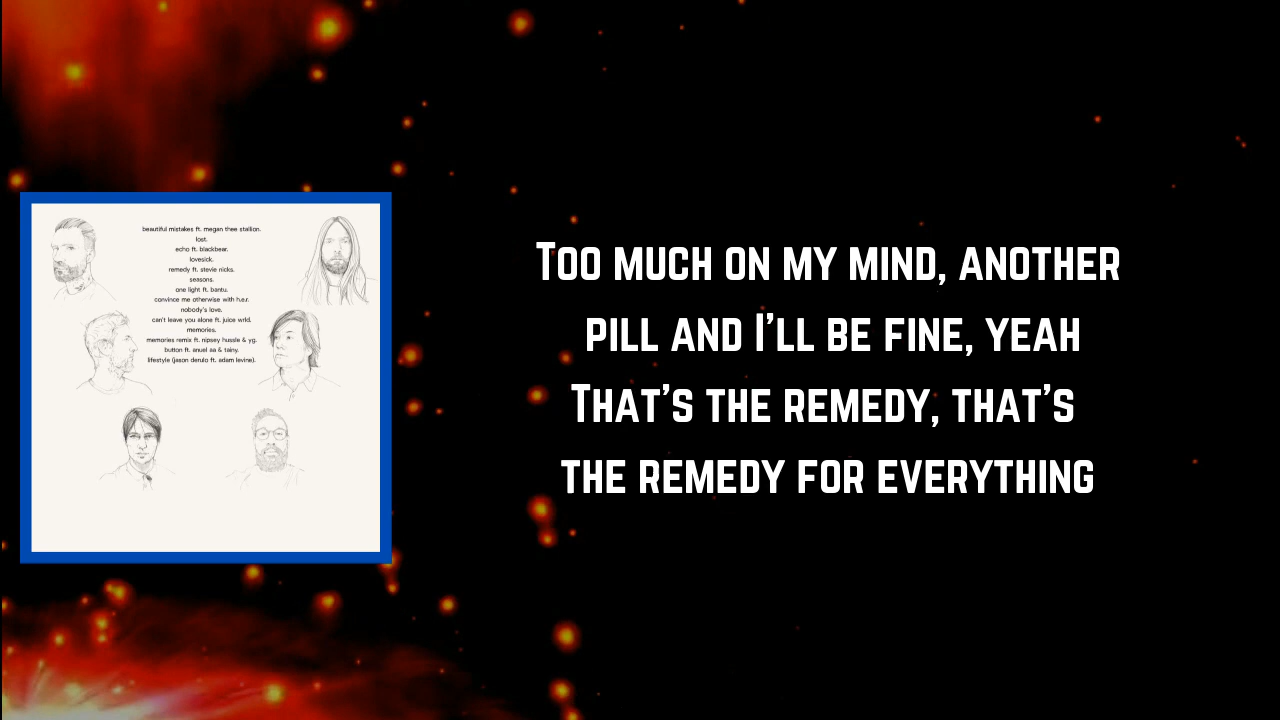 beautiful mistakes ft. megan thee stallion.
lost.
echo ft. blackbear.
lovesick.
remedy ft. stevie nicks.
seasons.
one light ft. bantu.
convince me otherwise with h.e.r.
nobody's love.
can't leave you alone ft. juice wrld.
memories.
memories remix ft. nipsey hussle & yg.
button ft. anuel aa & tainy.
lifestyle (jason derulo ft. adam levine).
Too much on my mind, another
pill and I'll be fine, yeah
That's the remedy, that's
the remedy for everything